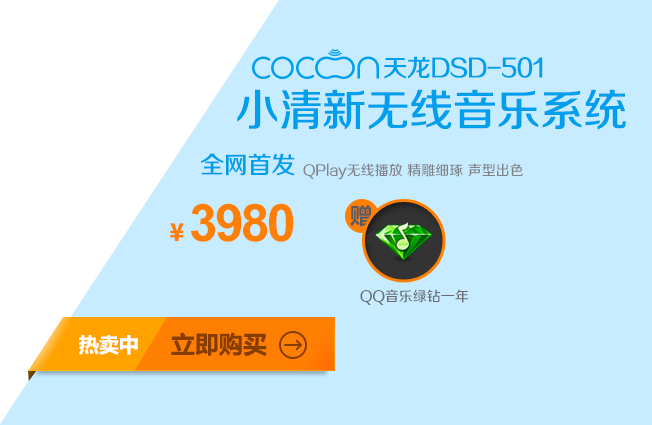 COCOON天龙DSD-501
小清新无线音乐系统
全网首发 QPlay无线播放 精雕细琢 声型出色
¥ 3980
赠
QQ音乐绿钻一年
热卖中 立即购买